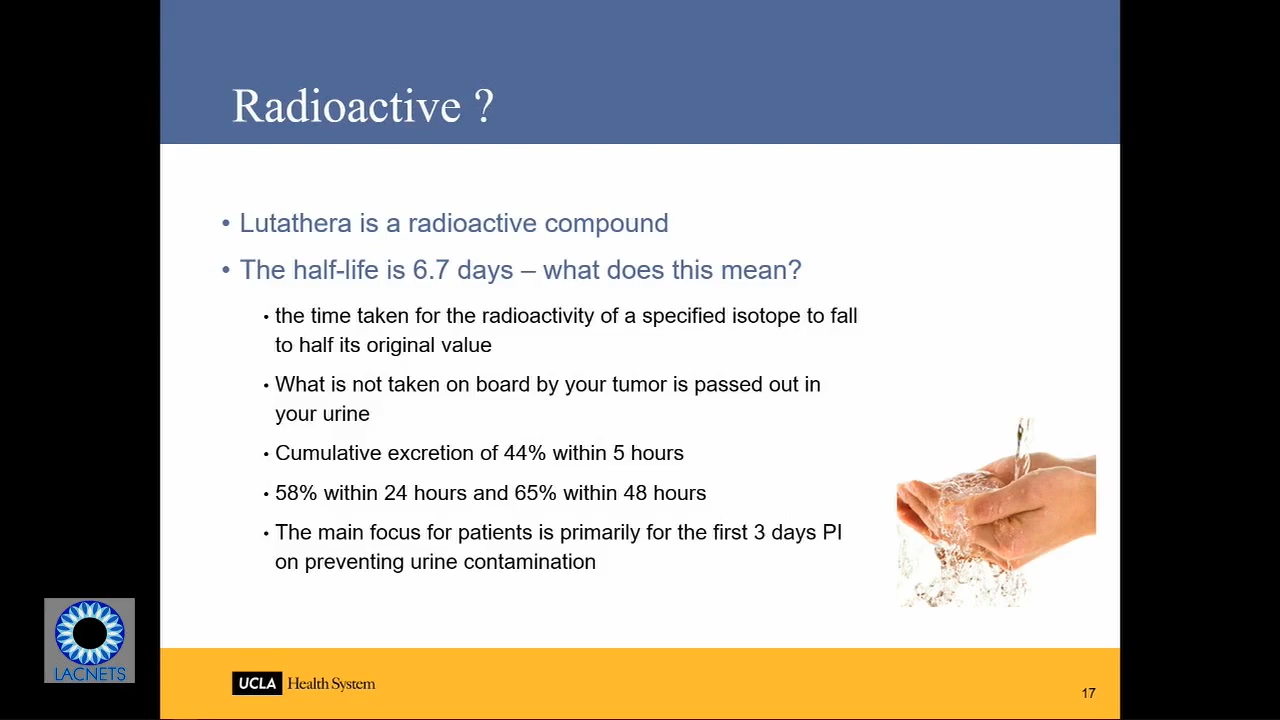 Radioactive ?
• Lutathera is a radioactive compound
• The half-life is 6.7 days – what does this mean?
• the time taken for the radioactivity of a specified isotope to fall
to half its original value
• What is not taken on board by your tumor is passed out in
your urine
• Cumulative excretion of 44% within 5 hours
• 58% within 24 hours and 65% within 48 hours
• The main focus for patients is primarily for the first 3 days PI
on preventing urine contamination
LACNETS
UCLA Health System
17